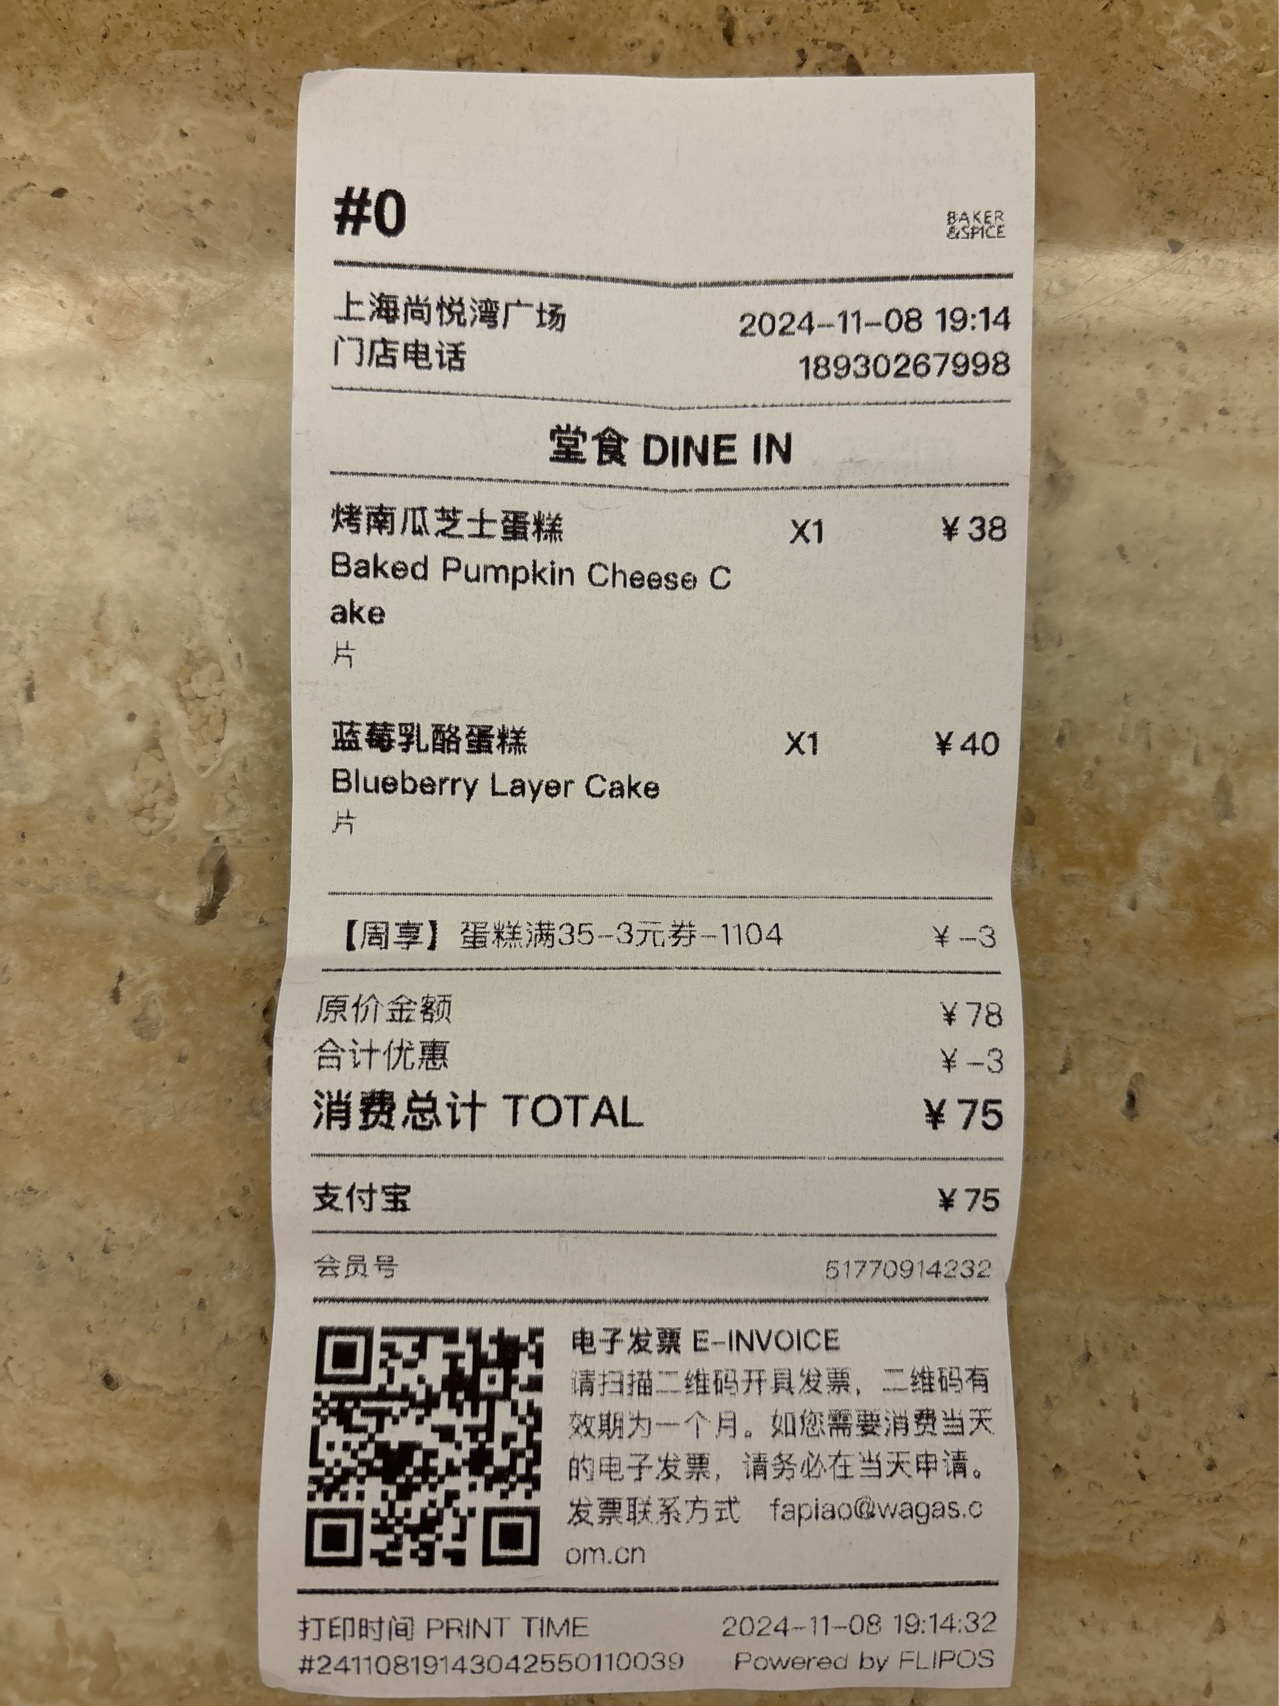 #0
BAKER
&SPICE
上海尚悦湾广场 2024-11-08 19:14
门店电话 18930267998
堂食 DINE IN
烤南瓜芝士蛋糕 X1 ¥38
Baked Pumpkin Cheese C
ake
片
蓝莓乳酪蛋糕 X1 ¥40
Blueberry Layer Cake
片
【周享】蛋糕满35-3元券-1104 ¥-3
原价金额 ¥78
合计优惠 ¥-3
消费总计 TOTAL ¥75
支付宝 ¥75
会员号 51770914232
电子发票 E-INVOICE
请扫描二维码开具发票，二维码有
效期为一个月。如您需要消费当天
的电子发票，请务必在当天申请。
发票联系方式 fapiao@wagas.c
om.cn
打印时间 PRINT TIME 2024-11-08 19:14:32
#24110819143042550110039 Powered by FLIPOS